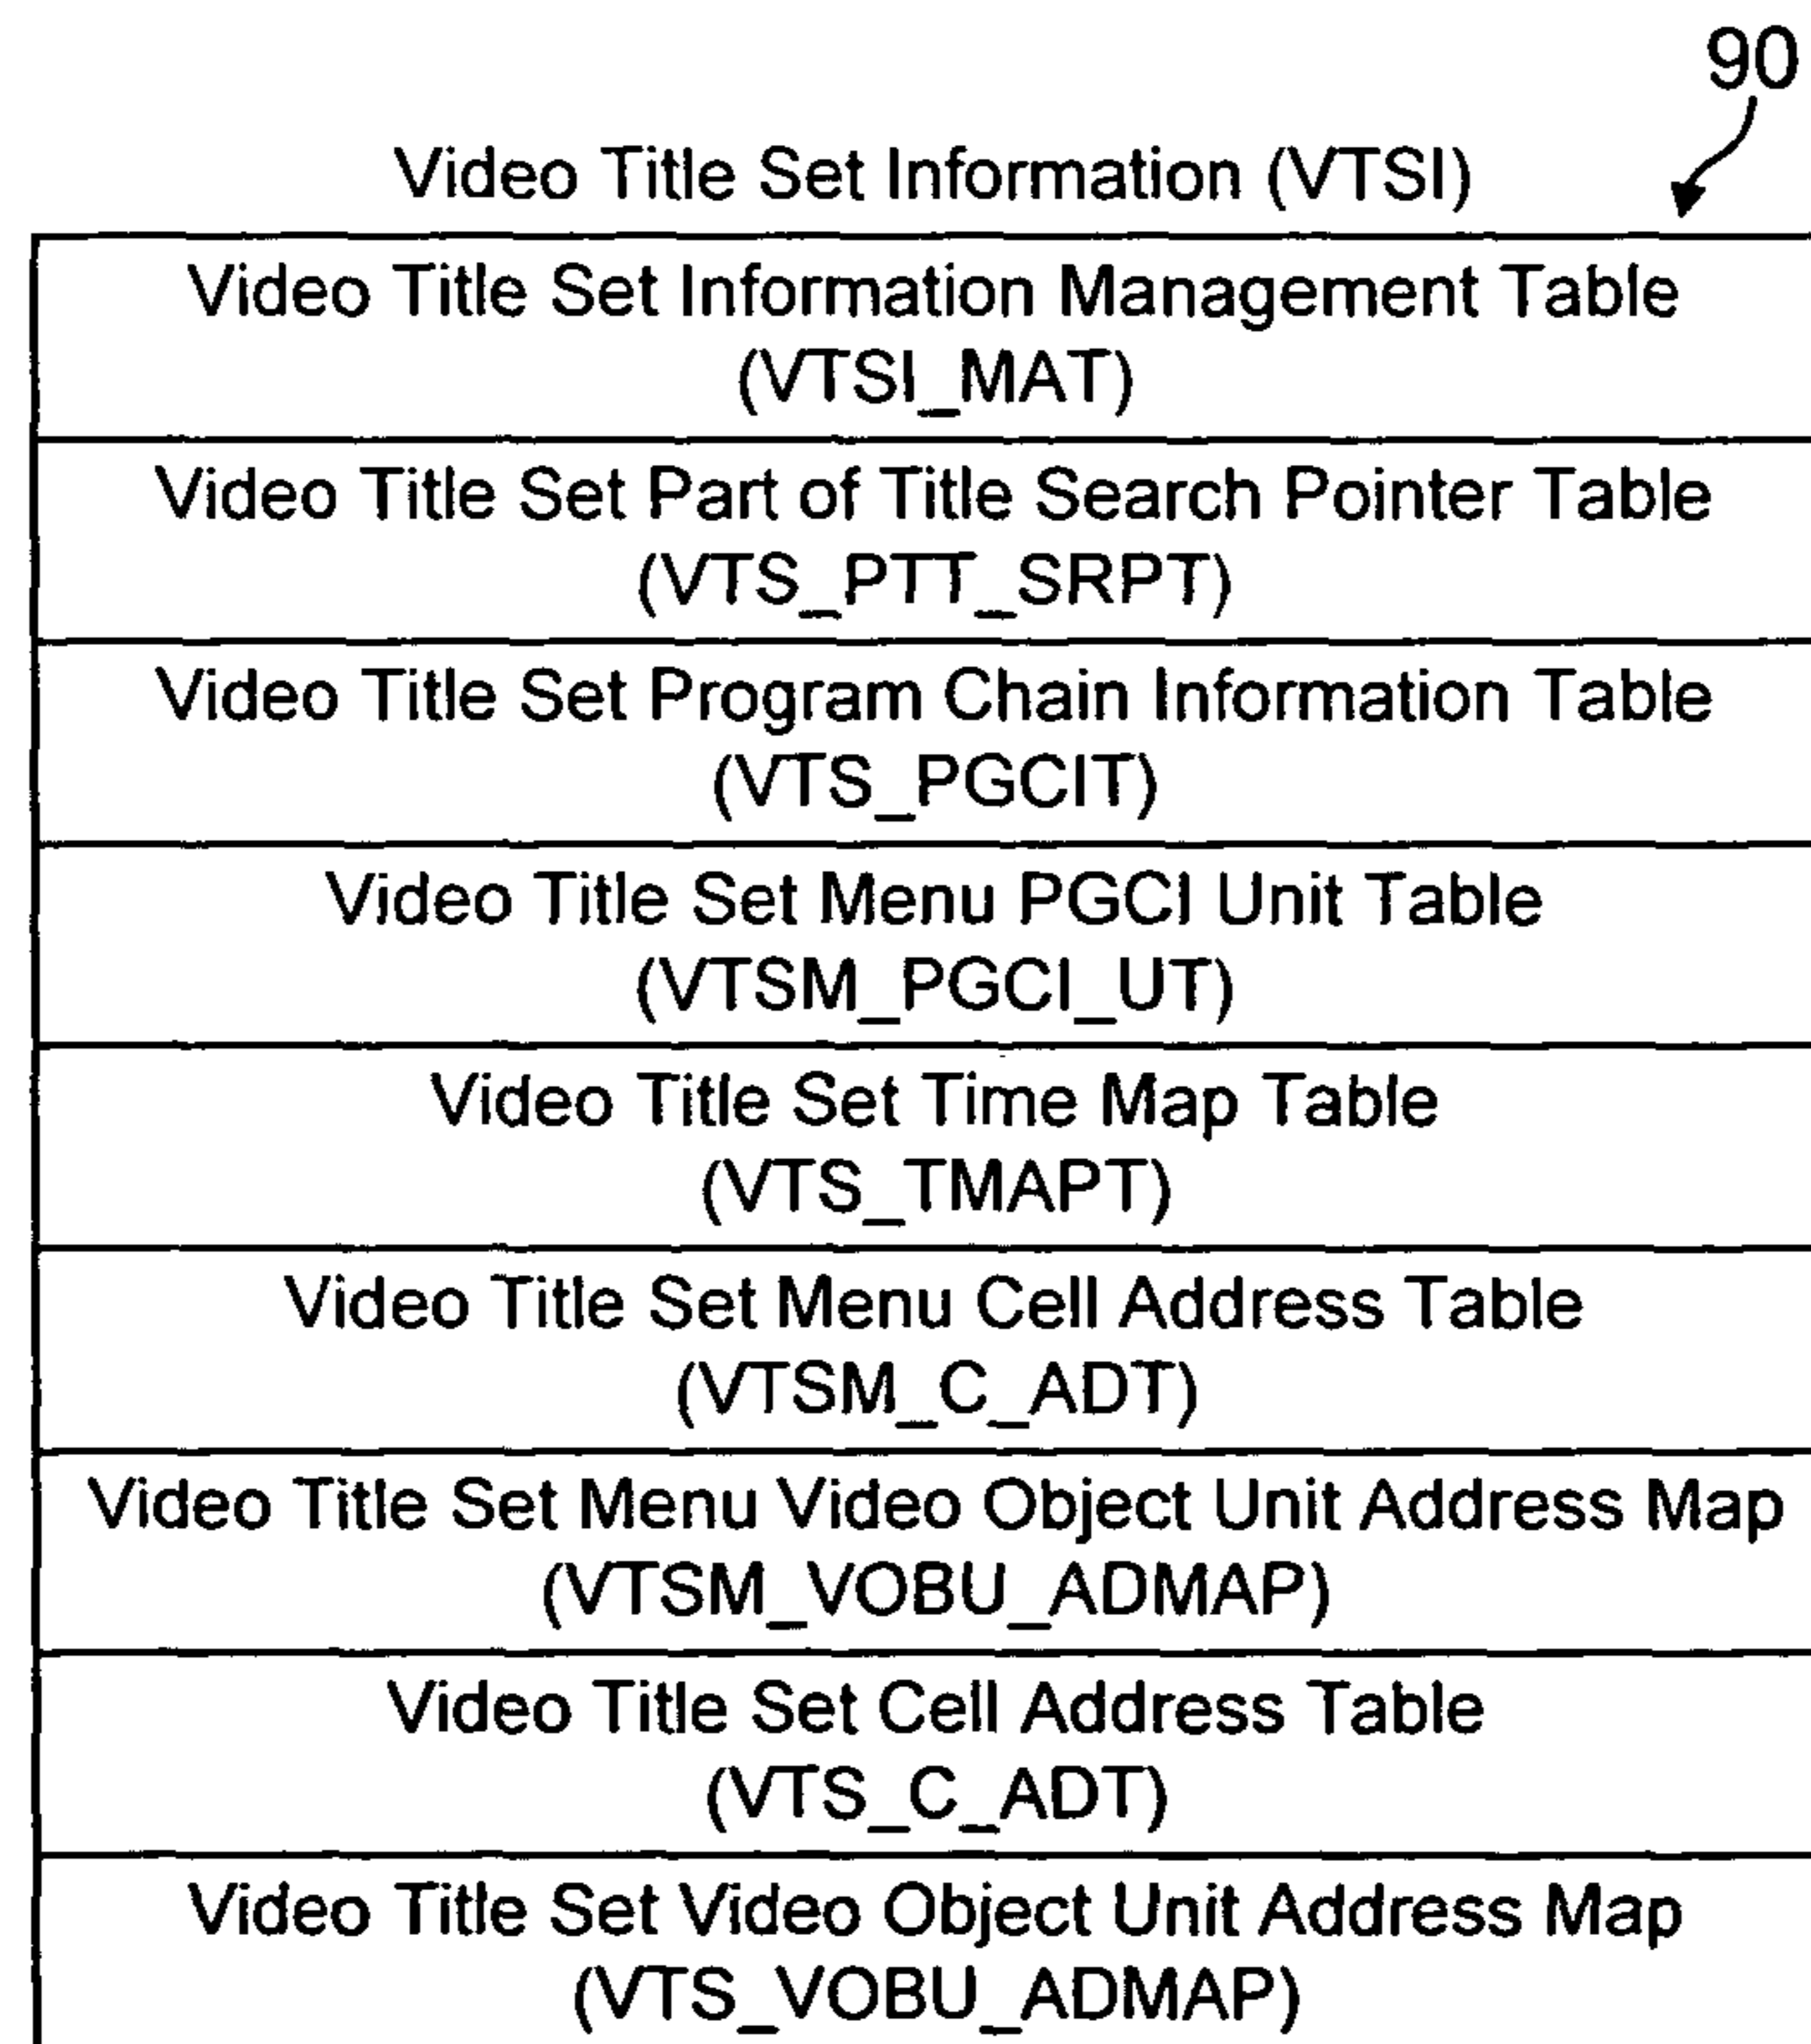 90
Video Title Set Information (VTSI)
Video Title Set Information Management Table
(VTSI_MAT)
Video Title Set Part of Title Search Pointer Table
(VTS_PTT_SRPT)
Video Title Set Program Chain Information Table
(VTS_PGCIT)
Video Title Set Menu PGCI Unit Table
(VTSM_PGCI_UT)
Video Title Set Time Map Table
(VTS_TMAPT)
Video Title Set Menu Cell Address Table
(VTSM_C_ADT)
Video Title Set Menu Video Object Unit Address Map
(VTSM_VOBU_ADMAP)
Video Title Set Cell Address Table
(VTS_C_ADT)
Video Title Set Video Object Unit Address Map
(VTS_VOBU_ADMAP)